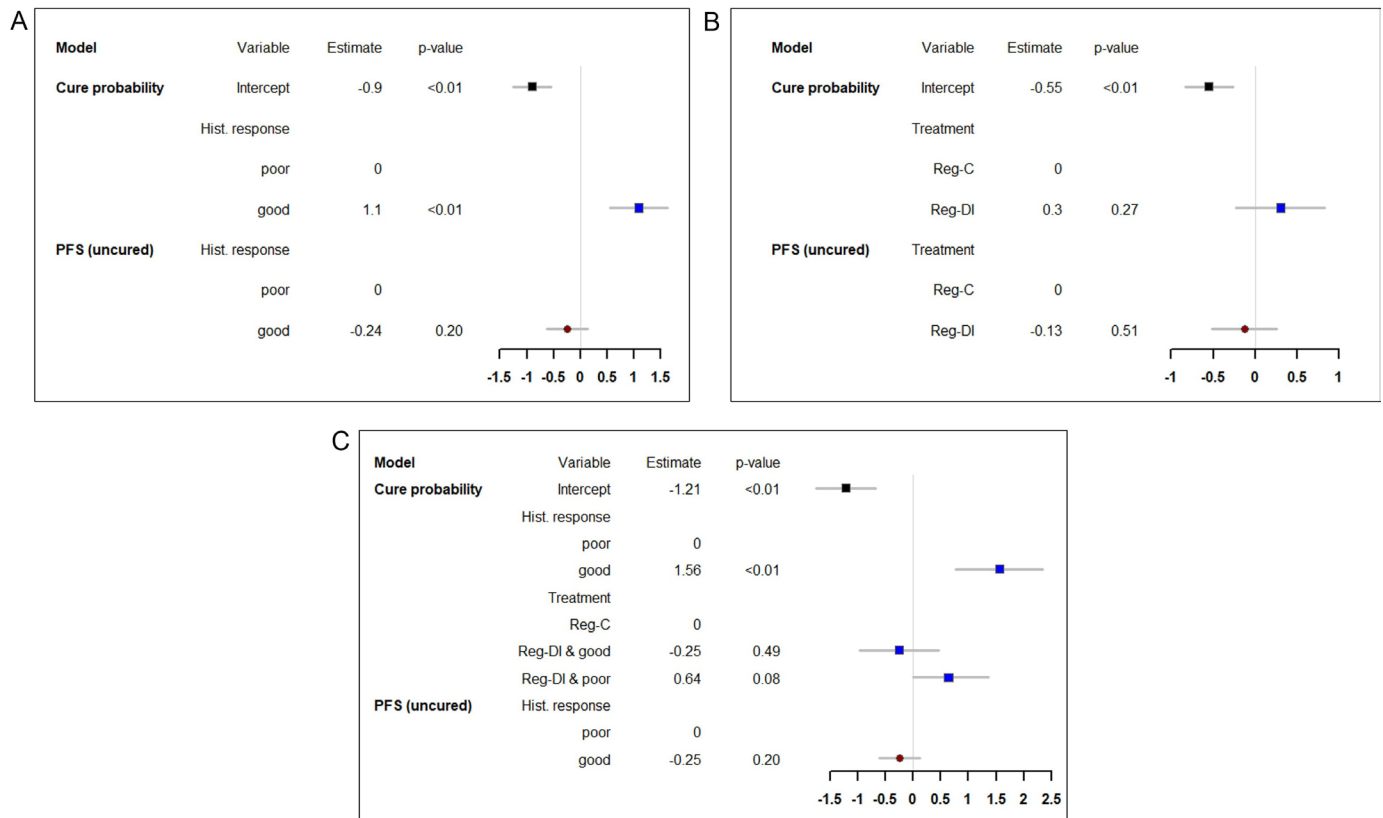 A
Model Variable Estimate p-value
Cure probability Intercept -0.9 <0.01
Hist. response
poor 0
good 1.1 <0.01
PFS (uncured) Hist. response
poor 0
good -0.24 0.20
-1.5 -1 -0.5 0 0.5 1 1.5
B
Model Variable Estimate p-value
Cure probability Intercept -0.55 <0.01
Treatment
Reg-C 0
Reg-DI 0.3 0.27
PFS (uncured) Treatment
Reg-C 0
Reg-DI -0.13 0.51
-1 -0.5 0 0.5 1
C
Model Variable Estimate p-value
Cure probability Intercept -1.21 <0.01
Hist. response
poor 0
good 1.56 <0.01
Treatment
Reg-C 0
Reg-DI & good -0.25 0.49
Reg-DI & poor 0.64 0.08
PFS (uncured) Hist. response
poor 0
good -0.25 0.20
-1.5 -1 -0.5 0 0.5 1 1.5 2 2.5